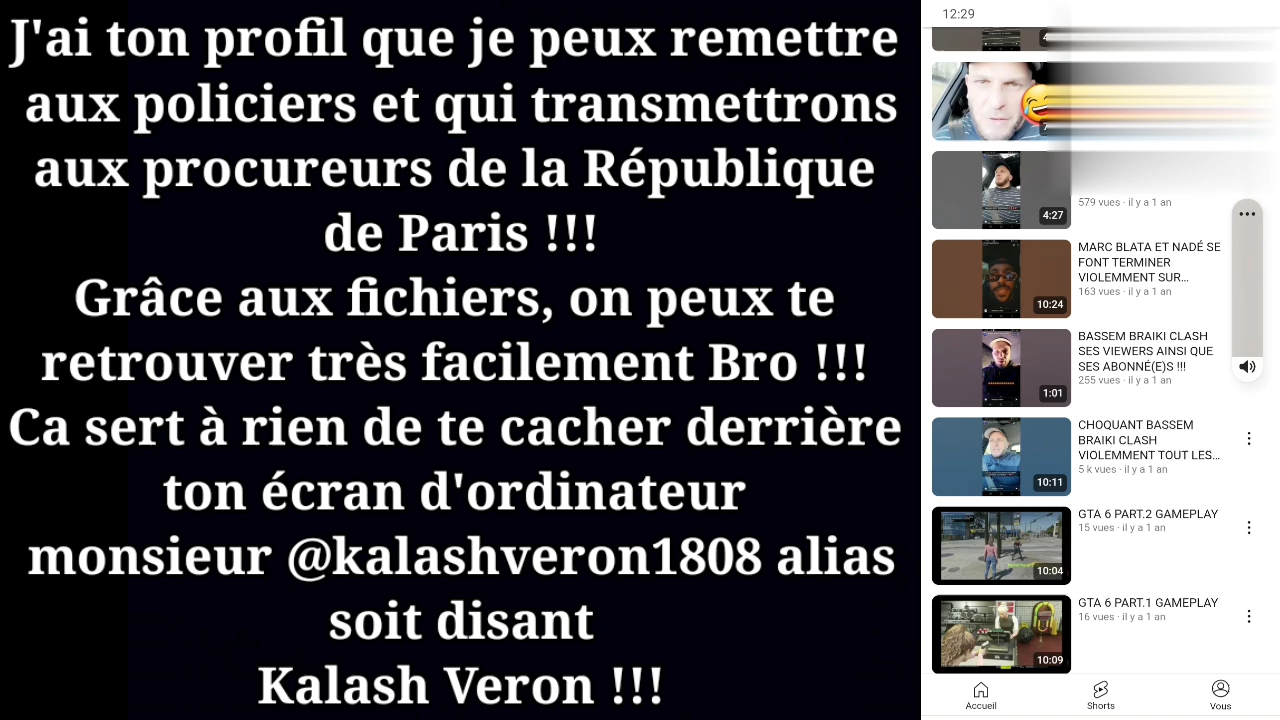 J'ai ton profil que je peux remettre
aux policiers et qui transmettrons
aux procureurs de la République
de Paris !!!
Grâce aux fichiers, on peux te
retrouver très facilement Bro !!!
Ca sert à rien de te cacher derrière
ton écran d'ordinateur
monsieur @kalashveron1808 alias
soit disant
Kalash Veron !!!
12:29
579 vues · il y a 1 an
4:27
MARC BLATA ET NADÉ SE
FONT TERMINER
VIOLEMMENT SUR...
163 vues · il y a 1 an
10:24
BASSEM BRAIKI CLASH
SES VIEWERS AINSI QUE
SES ABONNÉ(E)S !!!
255 vues · il y a 1 an
1:01
CHOQUANT BASSEM
BRAIKI CLASH
VIOLEMMENT TOUT LES...
5 k vues · il y a 1 an
10:11
GTA 6 PART.2 GAMEPLAY
15 vues · il y a 1 an
10:04
GTA 6 PART.1 GAMEPLAY
16 vues · il y a 1 an
10:09
Accueil
Shorts
Vous